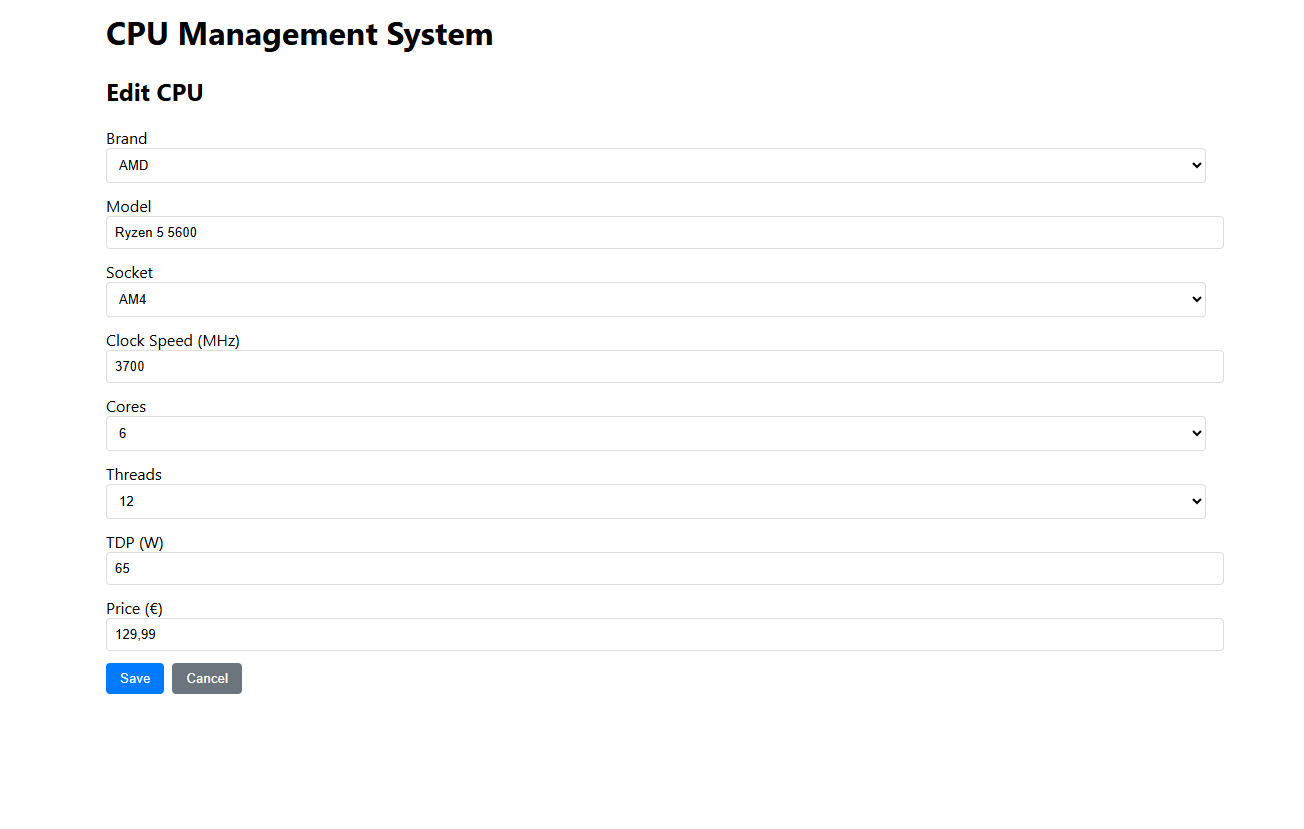 CPU Management System
Edit CPU
Brand
AMD
Model
Ryzen 5 5600
Socket
AM4
Clock Speed (MHz)
3700
Cores
6
Threads
12
TDP (W)
65
Price (€)
129,99
Save Cancel